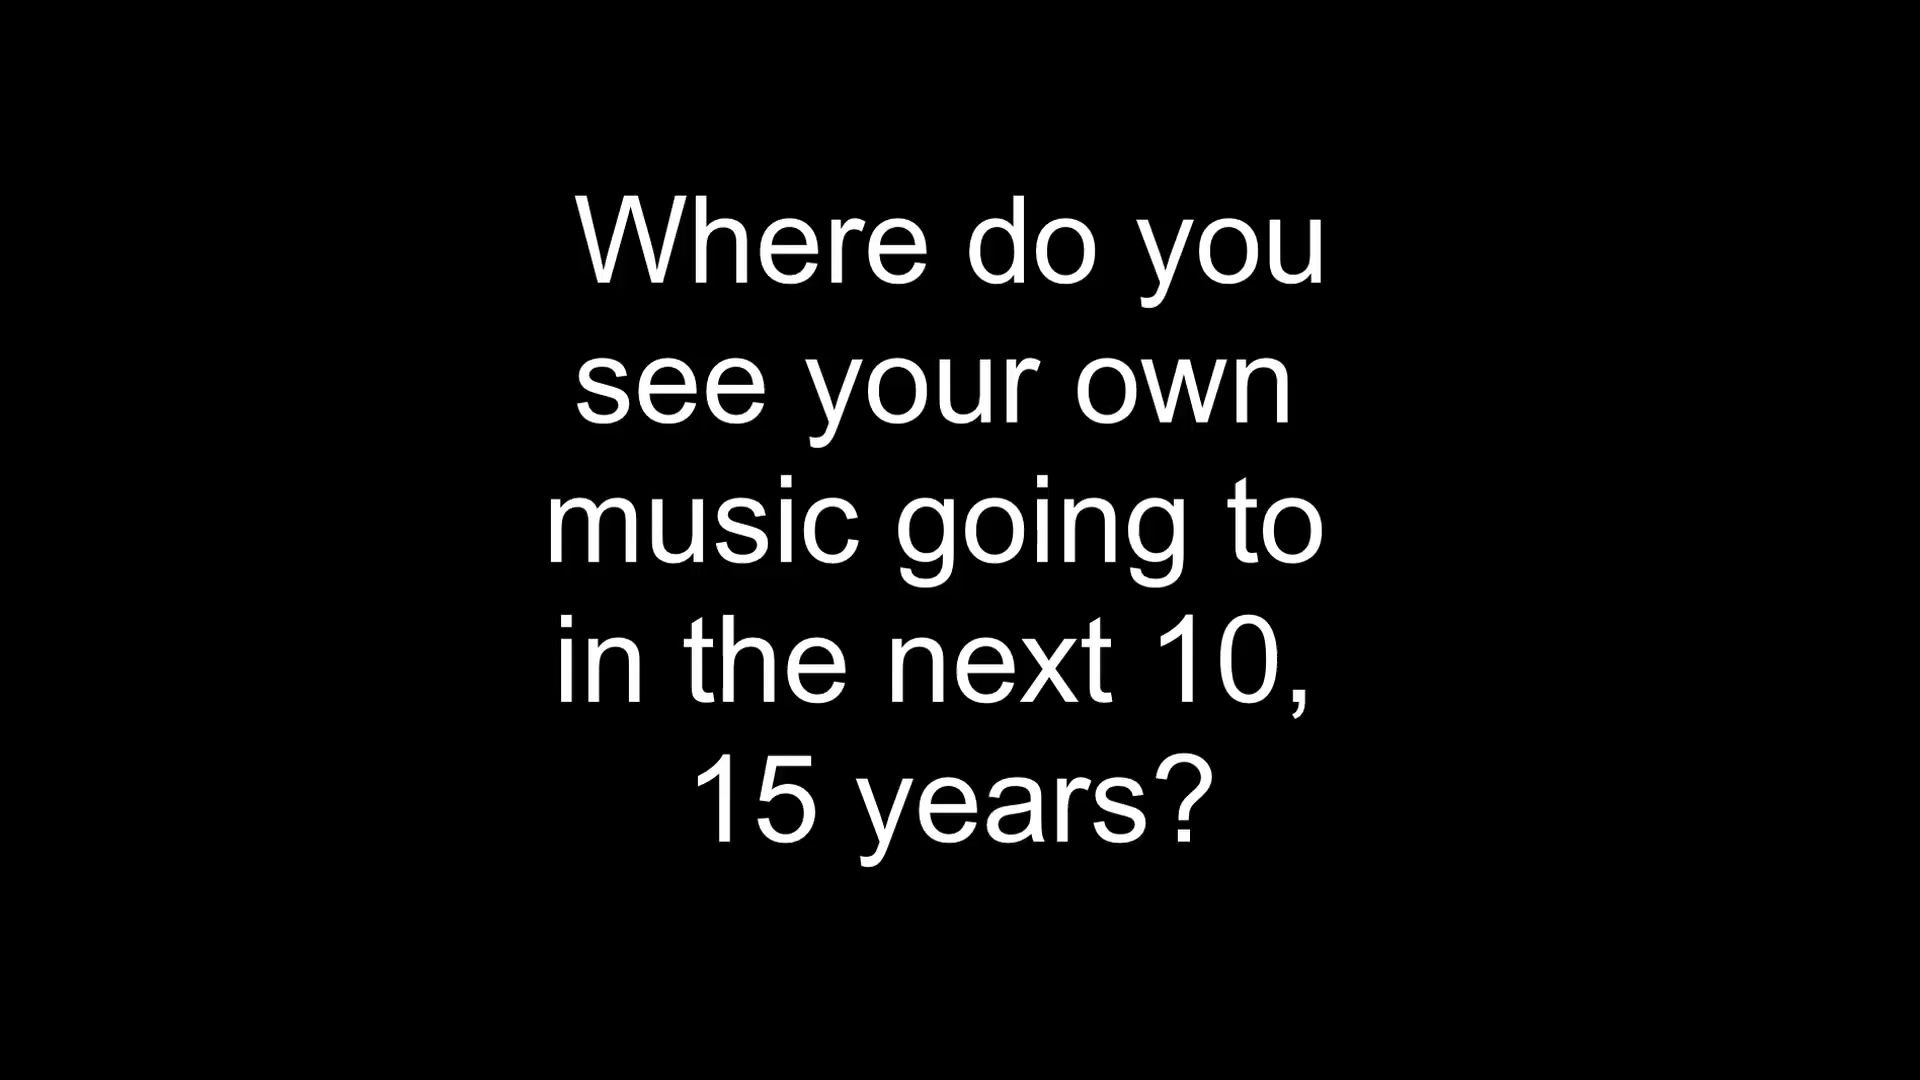 Where do you
see your own
music going to
in the next 10,
15 years?